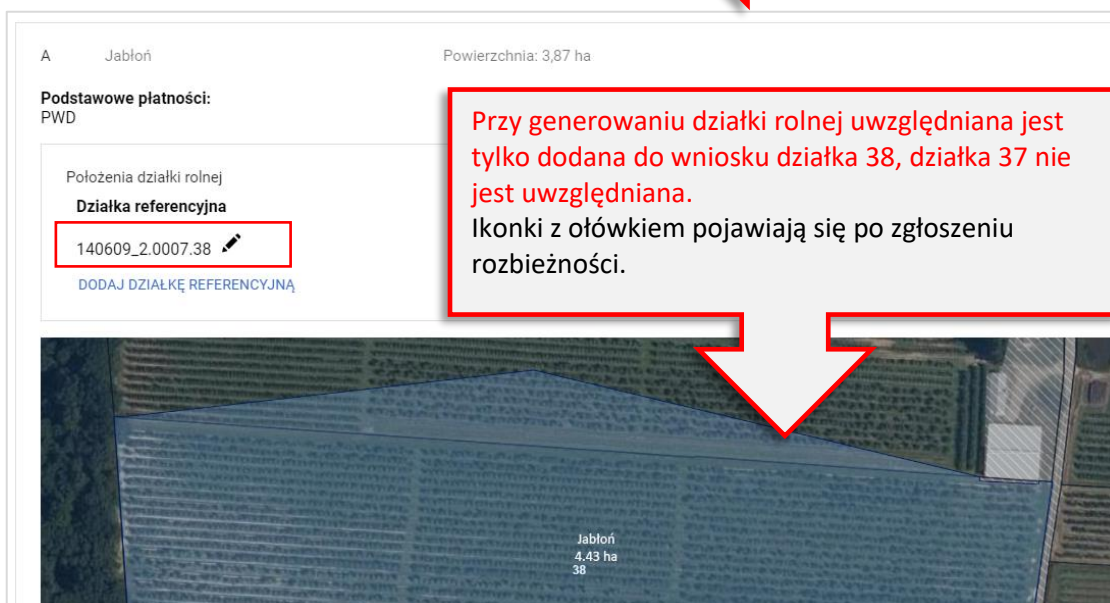 A Jabłoń Powierzchnia: 3,87 ha
Podstawowe płatności:
PWD
Przy generowaniu działki rolnej uwzględniana jest
tylko dodana do wniosku działka 38, działka 37 nie
jest uwzględniana.
Ikonki z ołówkiem pojawiają się po zgłoszeniu
rozbieżności.
Położenia działki rolnej
Działka referencyjna
140609_2.0007.38
DODAJ DZIAŁKĘ REFERENCYJNĄ
Jabłoń
4.43 ha
38